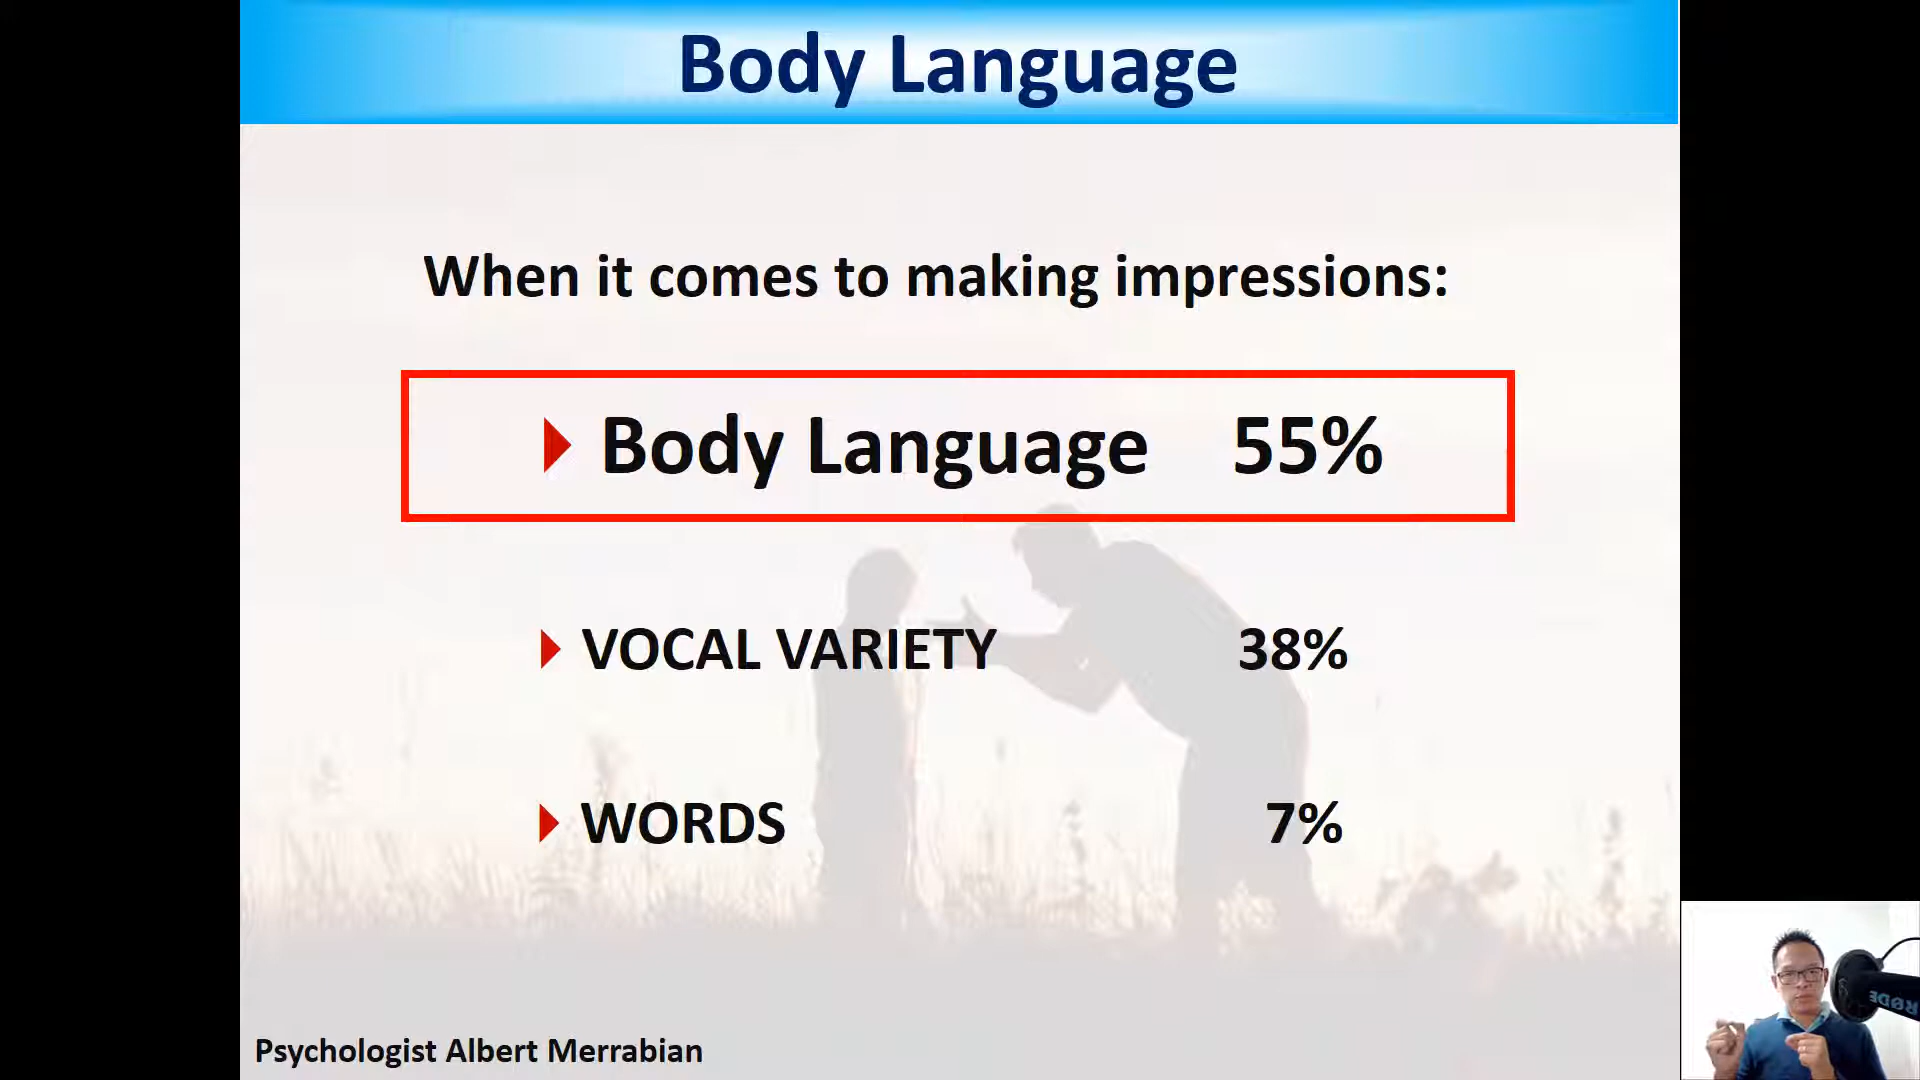 Body Language
When it comes to making impressions:
Body Language 55%
VOCAL VARIETY 38%
WORDS 7%
Psychologist Albert Merrabian
RØDE